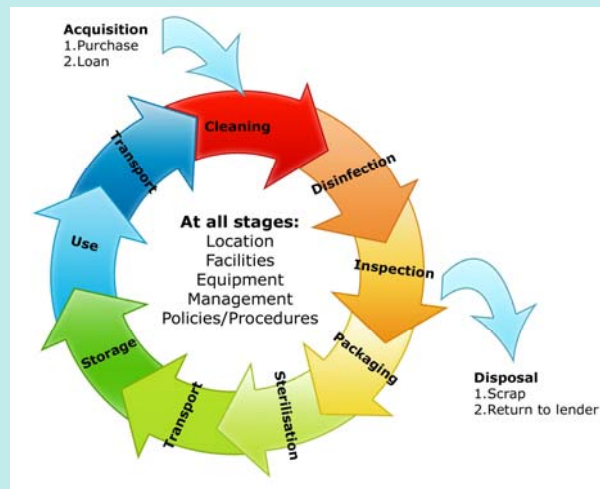 Acquisition
1.Purchase
2.Loan
Cleaning
Disinfection
Inspection
Packaging
Sterilisation
Transport
Storage
Use
Transport
At all stages:
Location
Facilities
Equipment
Management
Policies/Procedures
Disposal
1.Scrap
2.Return to lender